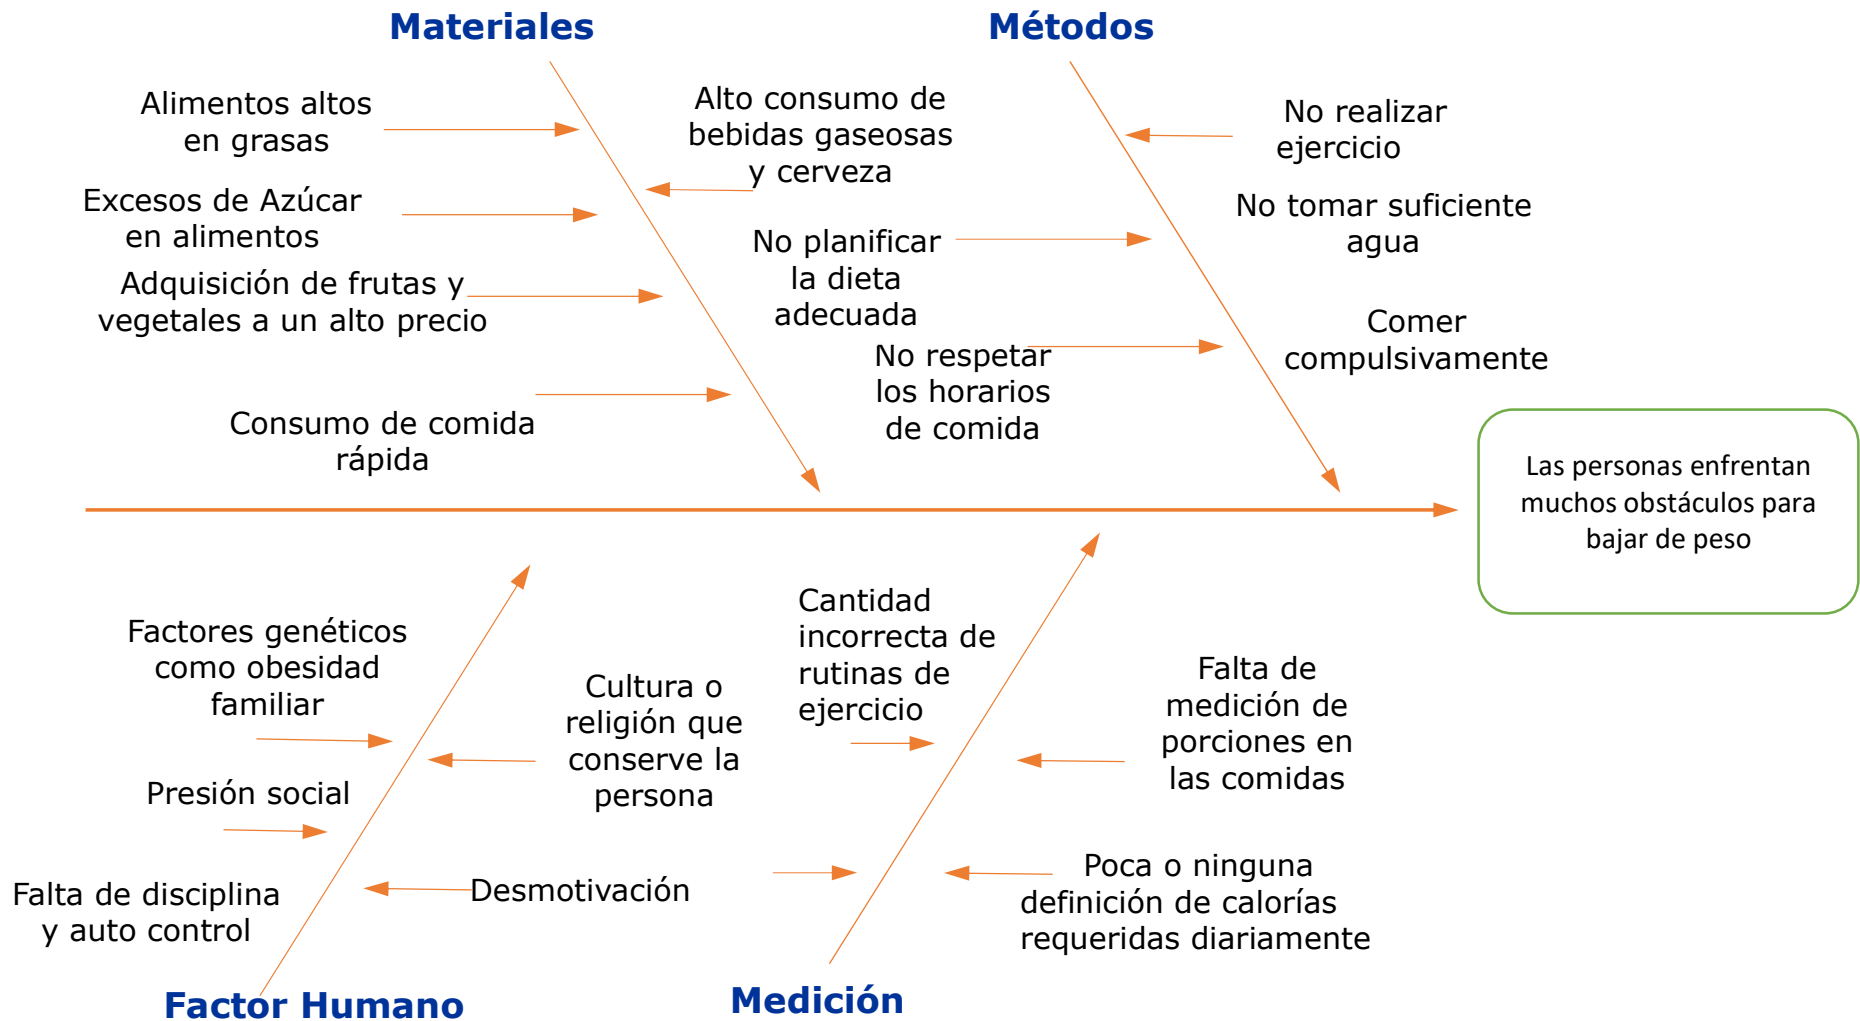 Materiales
Métodos
Alimentos altos
en grasas
Excesos de Azúcar
en alimentos
Adquisición de frutas y
vegetales a un alto precio
Consumo de comida
rápida
Alto consumo de
bebidas gaseosas
y cerveza
No planificar
la dieta
adecuada
No respetar
los horarios
de comida
No realizar
ejercicio
No tomar suficiente
agua
Comer
compulsivamente
Las personas enfrentan
muchos obstáculos para
bajar de peso
Factores genéticos
como obesidad
familiar
Presión social
Falta de disciplina
y auto control
Cultura o
religión que
conserve la
persona
Desmotivación
Cantidad
incorrecta de
rutinas de
ejercicio
Falta de
medición de
porciones en
las comidas
Poca o ninguna
definición de calorías
requeridas diariamente
Factor Humano
Medición